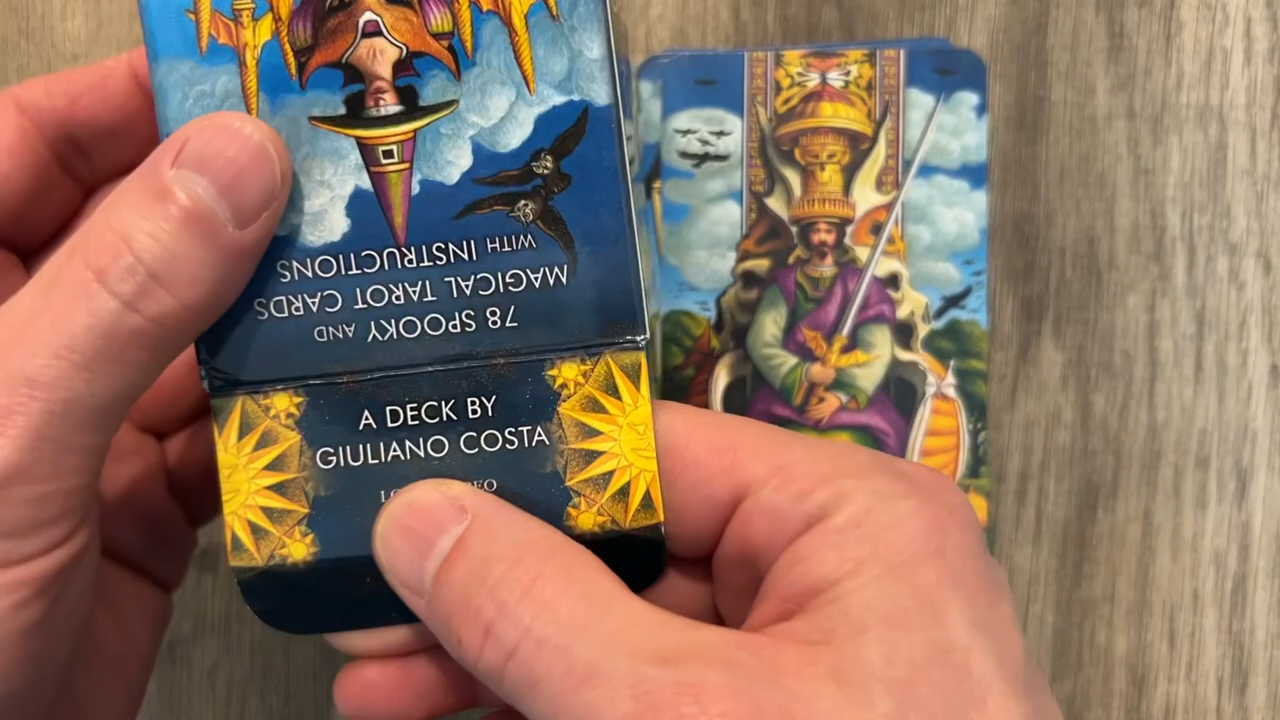 78 SPOOKY AND
MAGICAL TAROT CARDS
WITH INSTRUCTIONS
A DECK BY
GIULIANO COSTA